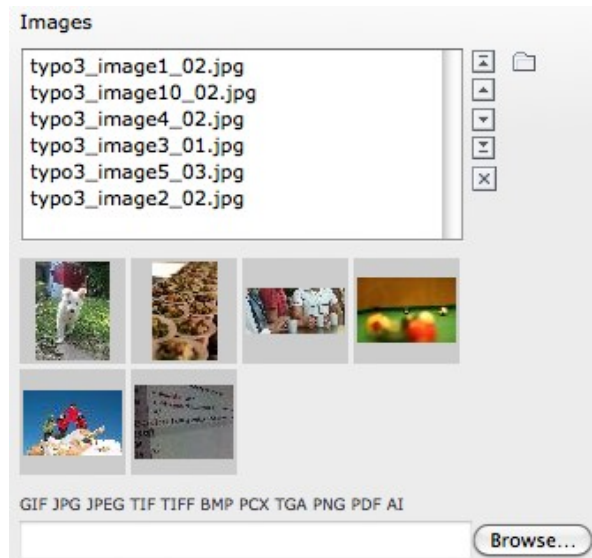 Images
typo3_image1_02.jpg
typo3_image10_02.jpg
typo3_image4_02.jpg
typo3_image3_01.jpg
typo3_image5_03.jpg
typo3_image2_02.jpg
GIF JPG JPEG TIF TIFF BMP PCX TGA PNG PDF AI
Browse...